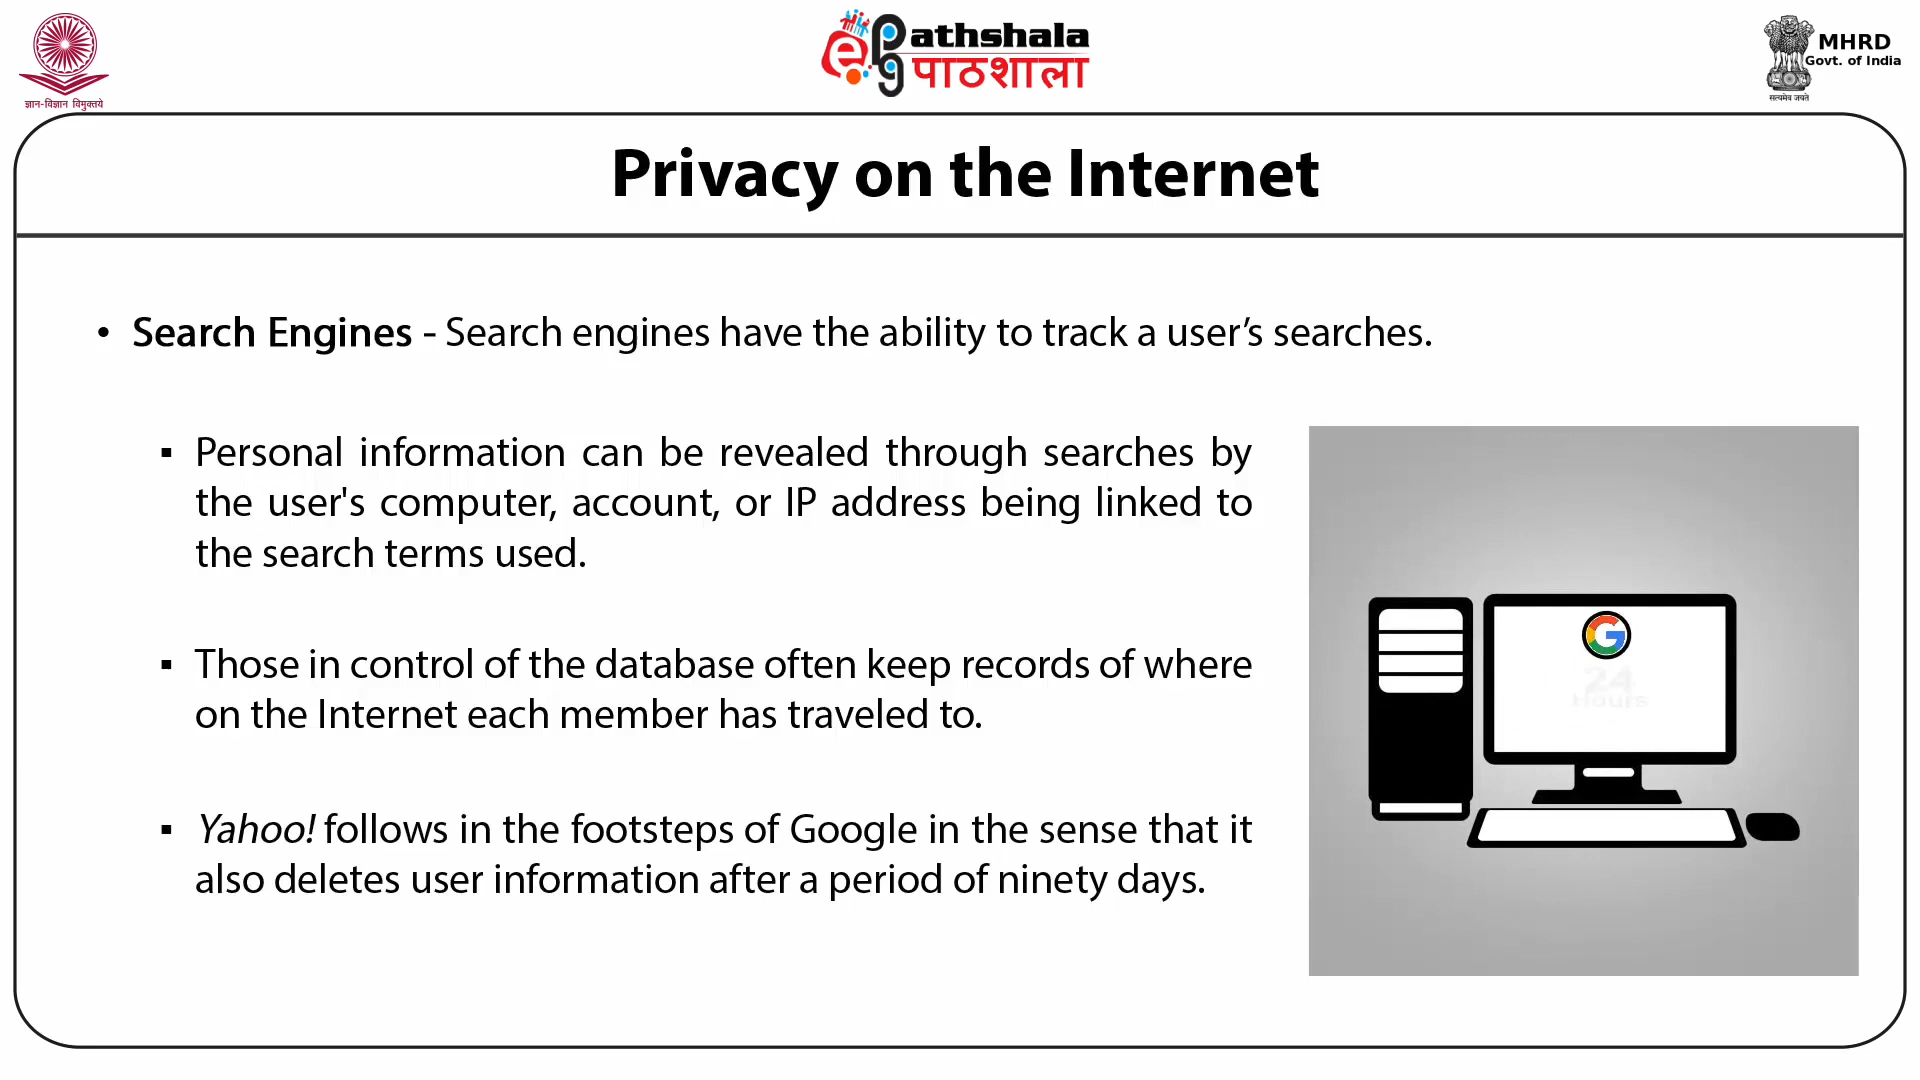 ज्ञान-विज्ञान विमुक्तये
ePathshala
पाठशाला
MHRD
Govt. of India
सत्यमेव जयते
Privacy on the Internet
• Search Engines - Search engines have the ability to track a user’s searches.
▪ Personal information can be revealed through searches by
the user's computer, account, or IP address being linked to
the search terms used.
▪ Those in control of the database often keep records of where
on the Internet each member has traveled to.
▪ Yahoo! follows in the footsteps of Google in the sense that it
also deletes user information after a period of ninety days.
G
24
Hours